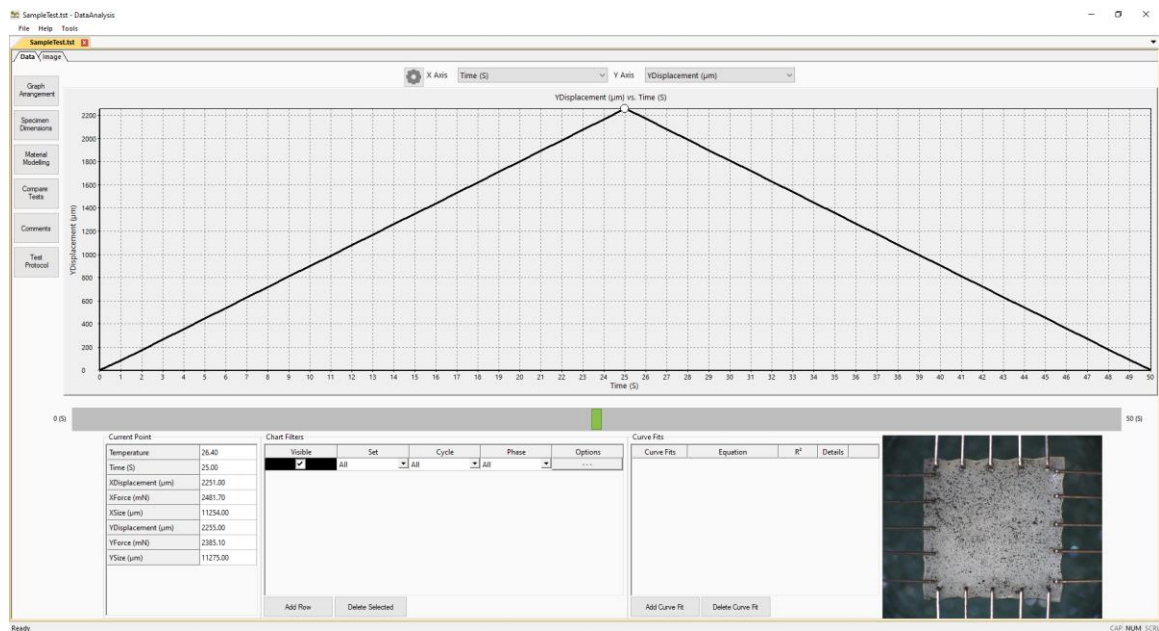 SampleTest.tst - DataAnalysis
File Help Tools
SampleTest.tst x
Data Image
X Axis Time (S) Y Axis YDisplacement (µm)
Graph
Arrangement
Specimen
Dimensions
Material
Modelling
Compare
Tests
Comments
Test
Protocol
YDisplacement (µm) vs. Time (S)
YDisplacement (µm)
2200
2000
1800
1600
1400
1200
1000
800
600
400
200
0
0 1 2 3 4 5 6 7 8 9 10 11 12 13 14 15 16 17 18 19 20 21 22 23 24 25 26 27 28 29 30 31 32 33 34 35 36 37 38 39 40 41 42 43 44 45 46 47 48 49 50
Time (S)
0 (S) 50 (S)
Current Point
Temperature 26.40
Time (S) 25.00
XDisplacement (µm) 2251.00
XForce (mN) 2481.70
XSize (µm) 11254.00
YDisplacement (µm) 2255.00
YForce (mN) 2385.10
YSize (µm) 11275.00
Chart Filters
Visible Set Cycle Phase Options
All All All ...
Add Row Delete Selected
Curve Fits
Curve Fits Equation R² Details
Add Curve Fit Delete Curve Fit
Ready CAP NUM SCRL